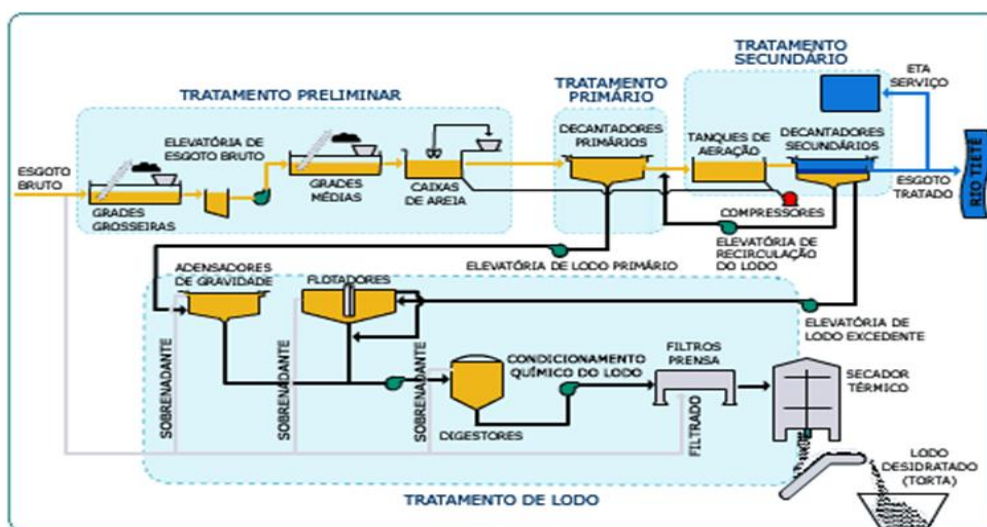 TRATAMENTO
SECUNDÁRIO
TRATAMENTO
PRIMÁRIO
TRATAMENTO PRELIMINAR
ETA
SERVIÇO
ELEVATÓRIA DE
ESGOTO BRUTO
DECANTADORES
PRIMÁRIOS
TANQUES DE
AERAÇÃO
DECANTADORES
SECUNDÁRIOS
ESGOTO
BRUTO
GRADES
GROSSEIRAS
GRADES
MÉDIAS
CAIXAS
DE AREIA
COMPRESSORES
ESGOTO
TRATADO
RIO TIETÊ
ELEVATÓRIA DE LODO PRIMÁRIO
ELEVATÓRIA DE
RECIRCULAÇÃO
DO LODO
ADENSADORES
DE GRAVIDADE
FLOTADORES
ELEVATÓRIA DE
LODO EXCEDENTE
SOBRENADANTE
SOBRENADANTE
SOBRENADANTE
CONDICIONAMENTO
QUÍMICO DO LODO
DIGESTORES
FILTROS
PRENSA
FILTRADO
SECADOR
TÉRMICO
LODO
DESIDRATADO
(TORTA)
TRATAMENTO DE LODO